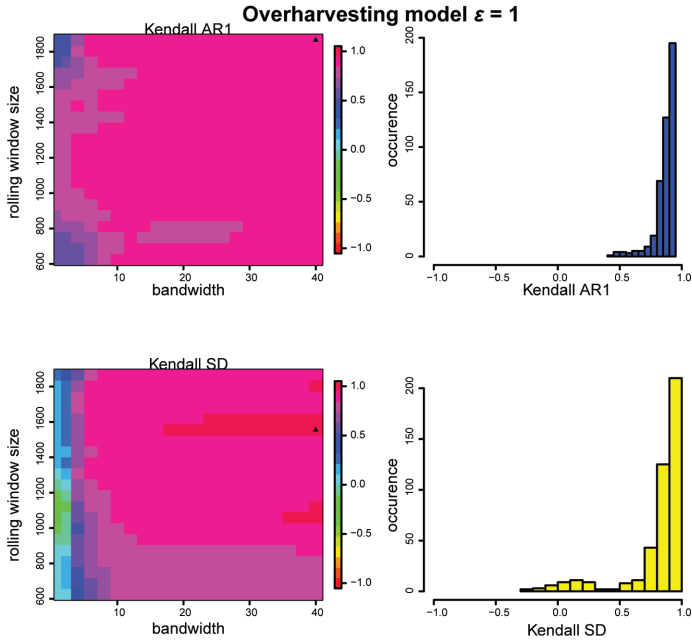 Overharvesting model ε = 1
Kendall AR1
rolling window size
600 800 1000 1200 1400 1600 1800
10 20 30 40
bandwidth
1.0
0.5
0.0
−0.5
−1.0
occurence
0 50 100 150 200
−1.0 −0.5 0.0 0.5 1.0
Kendall AR1
Kendall SD
rolling window size
600 800 1000 1200 1400 1600 1800
10 20 30 40
bandwidth
1.0
0.5
0.0
−0.5
−1.0
occurence
0 50 100 150 200
−1.0 −0.5 0.0 0.5 1.0
Kendall SD